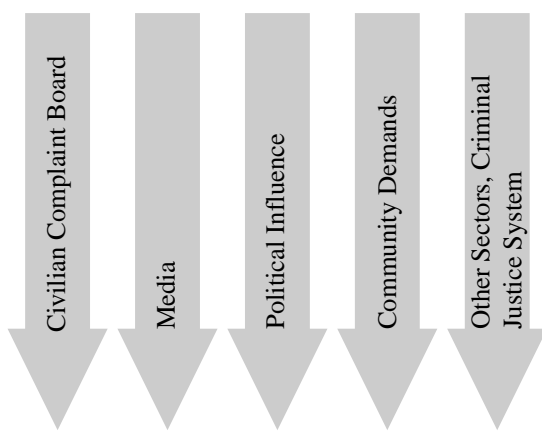 Civilian Complaint Board
Media
Political Influence
Community Demands
Other Sectors, Criminal
Justice System